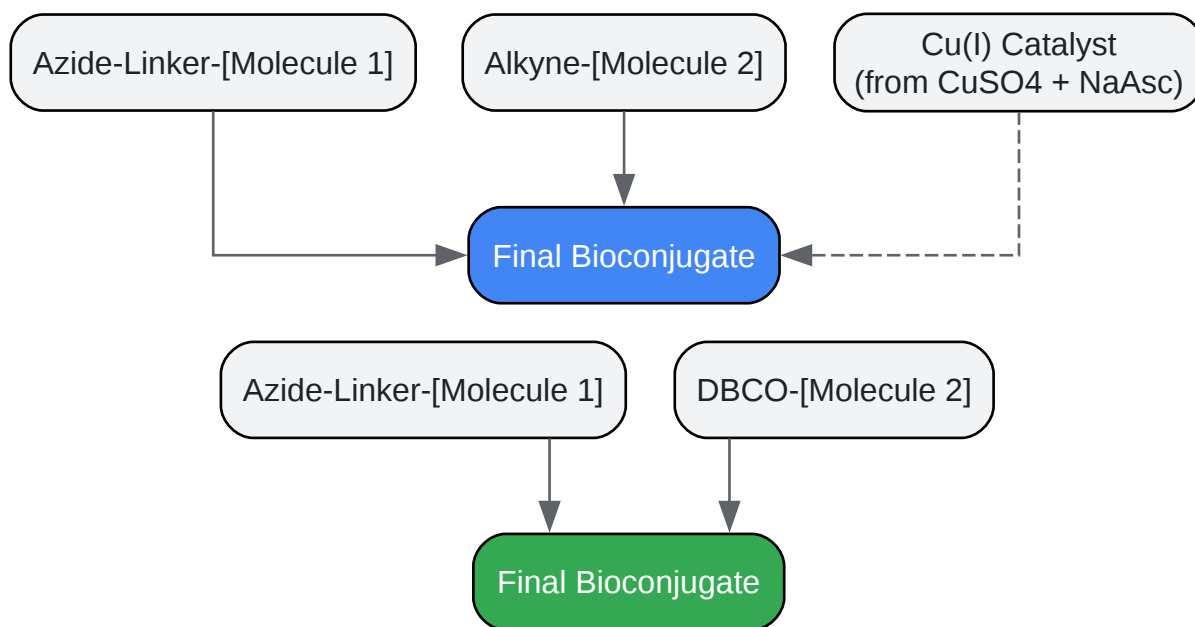 Azide-Linker-[Molecule 1]
Alkyne-[Molecule 2]
Cu(I) Catalyst
(from CuSO4 + NaAsc)
Final Bioconjugate
Azide-Linker-[Molecule 1]
DBCO-[Molecule 2]
Final Bioconjugate